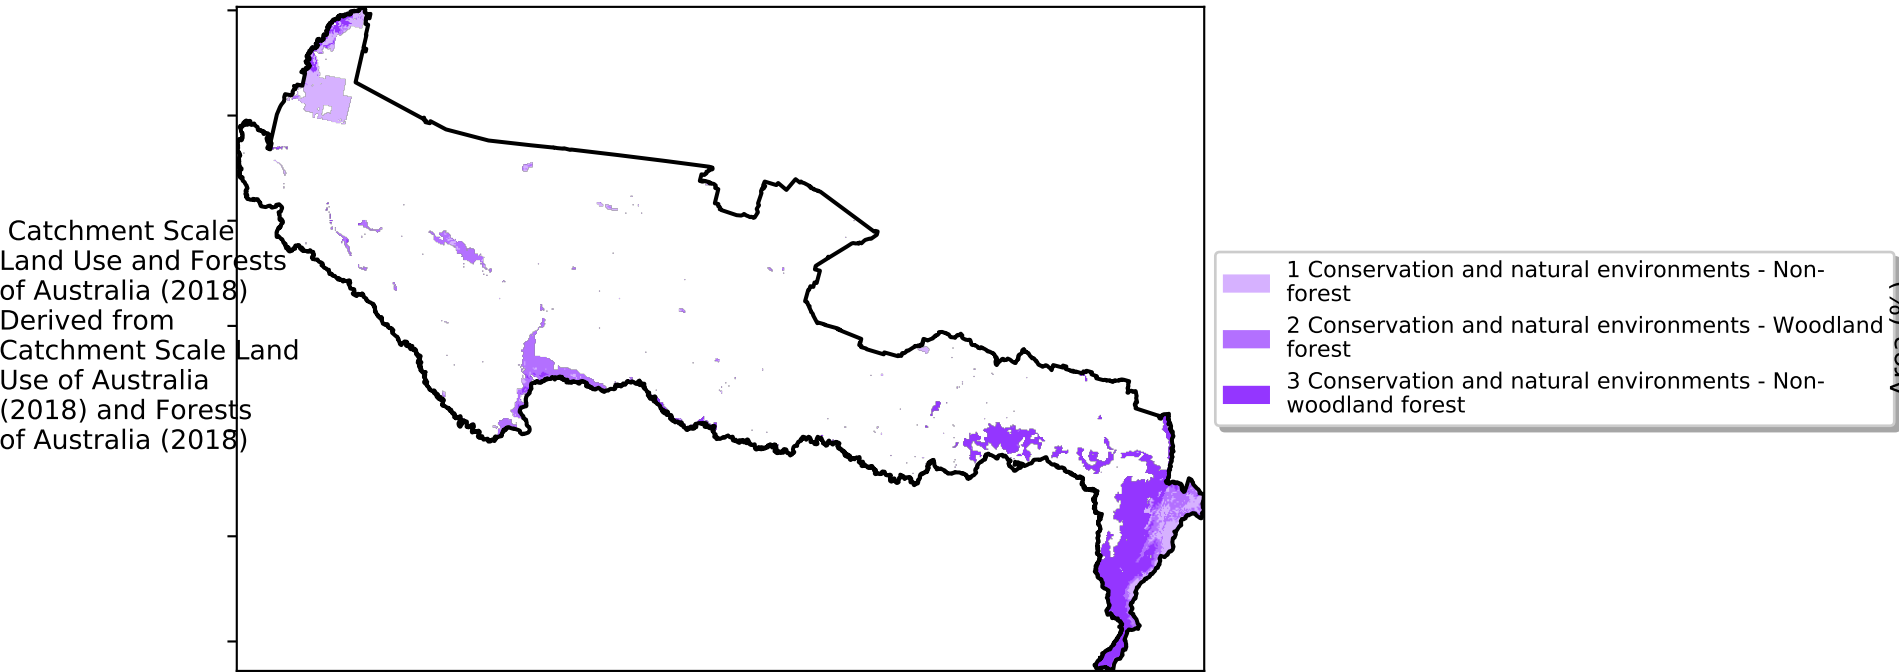 Catchment Scale
Land Use and Forests
of Australia (2018)
Derived from
Catchment Scale Land
Use of Australia
(2018) and Forests
of Australia (2018)
1 Conservation and natural environments - Non-
forest
2 Conservation and natural environments - Woodland
forest
3 Conservation and natural environments - Non-
woodland forest